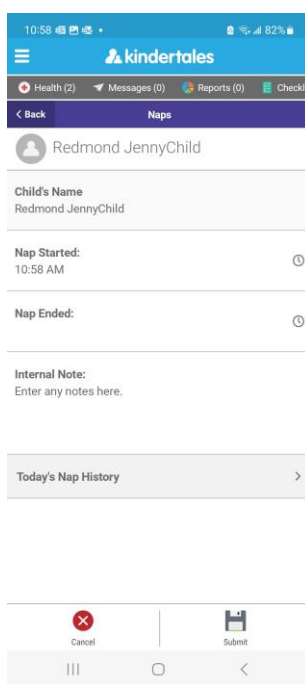 10:58 82%
kindertales
Health (2) Messages (0) Reports (0) Checkl
< Back Naps
Redmond JennyChild
Child's Name
Redmond JennyChild
Nap Started:
10:58 AM
Nap Ended:
Internal Note:
Enter any notes here.
Today's Nap History
Cancel Submit